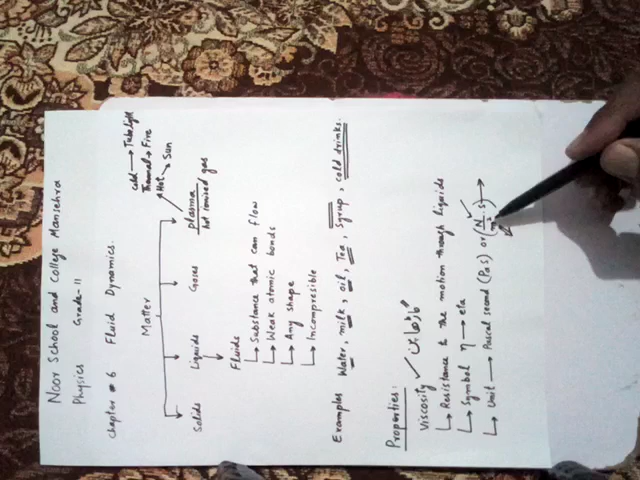 Noor School and College Mansehra
Physics Grade-11
Chapter # 6 Fluid Dynamics.
Matter
Solids Liquids Gases plasma
hot ionised gas
Hot → Sun
Thermal → Fire
cold → Tube light
Fluids
↳ Substance that can flow
↳ Weak atomic bonds
↳ Any shape
↳ Incompresible
Examples Water, milk, oil, Tea, Syrup, cold drinks.
Properties:
Viscosity ✓
↳ Resistance to the motion through liquids
↳ Symbol η → eta
↳ Unit → Pascal second (Pa s) or (N/m².s)